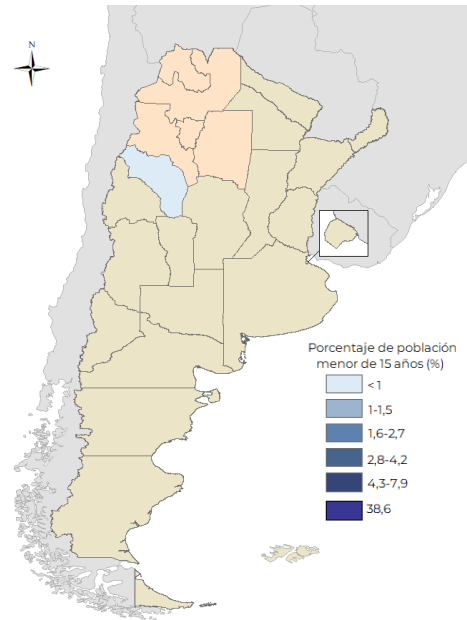 N
Porcentaje de población
menor de 15 años (%)
<1
1-1,5
1,6-2,7
2,8-4,2
4,3-7,9
38,6